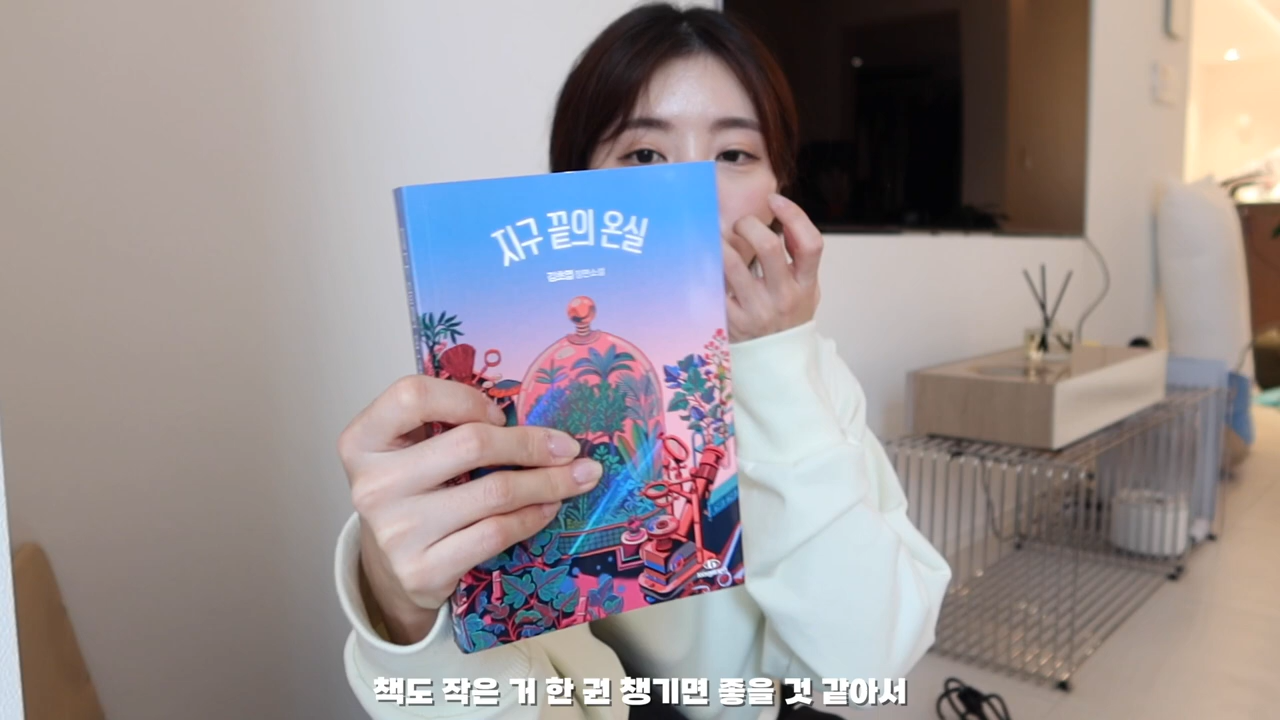 지구 끝의 온실
김초엽 장편소설
책도 작은 거 한 권 챙기면 좋을 것 같아서